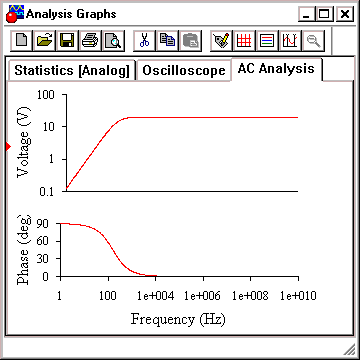 Analysis Graphs
Statistics [Analog] Oscilloscope AC Analysis
Voltage (V)
100
10
1
0.1
Phase (deg)
90
60
30
0
1 100 1e+004 1e+006 1e+008 1e+010
Frequency (Hz)